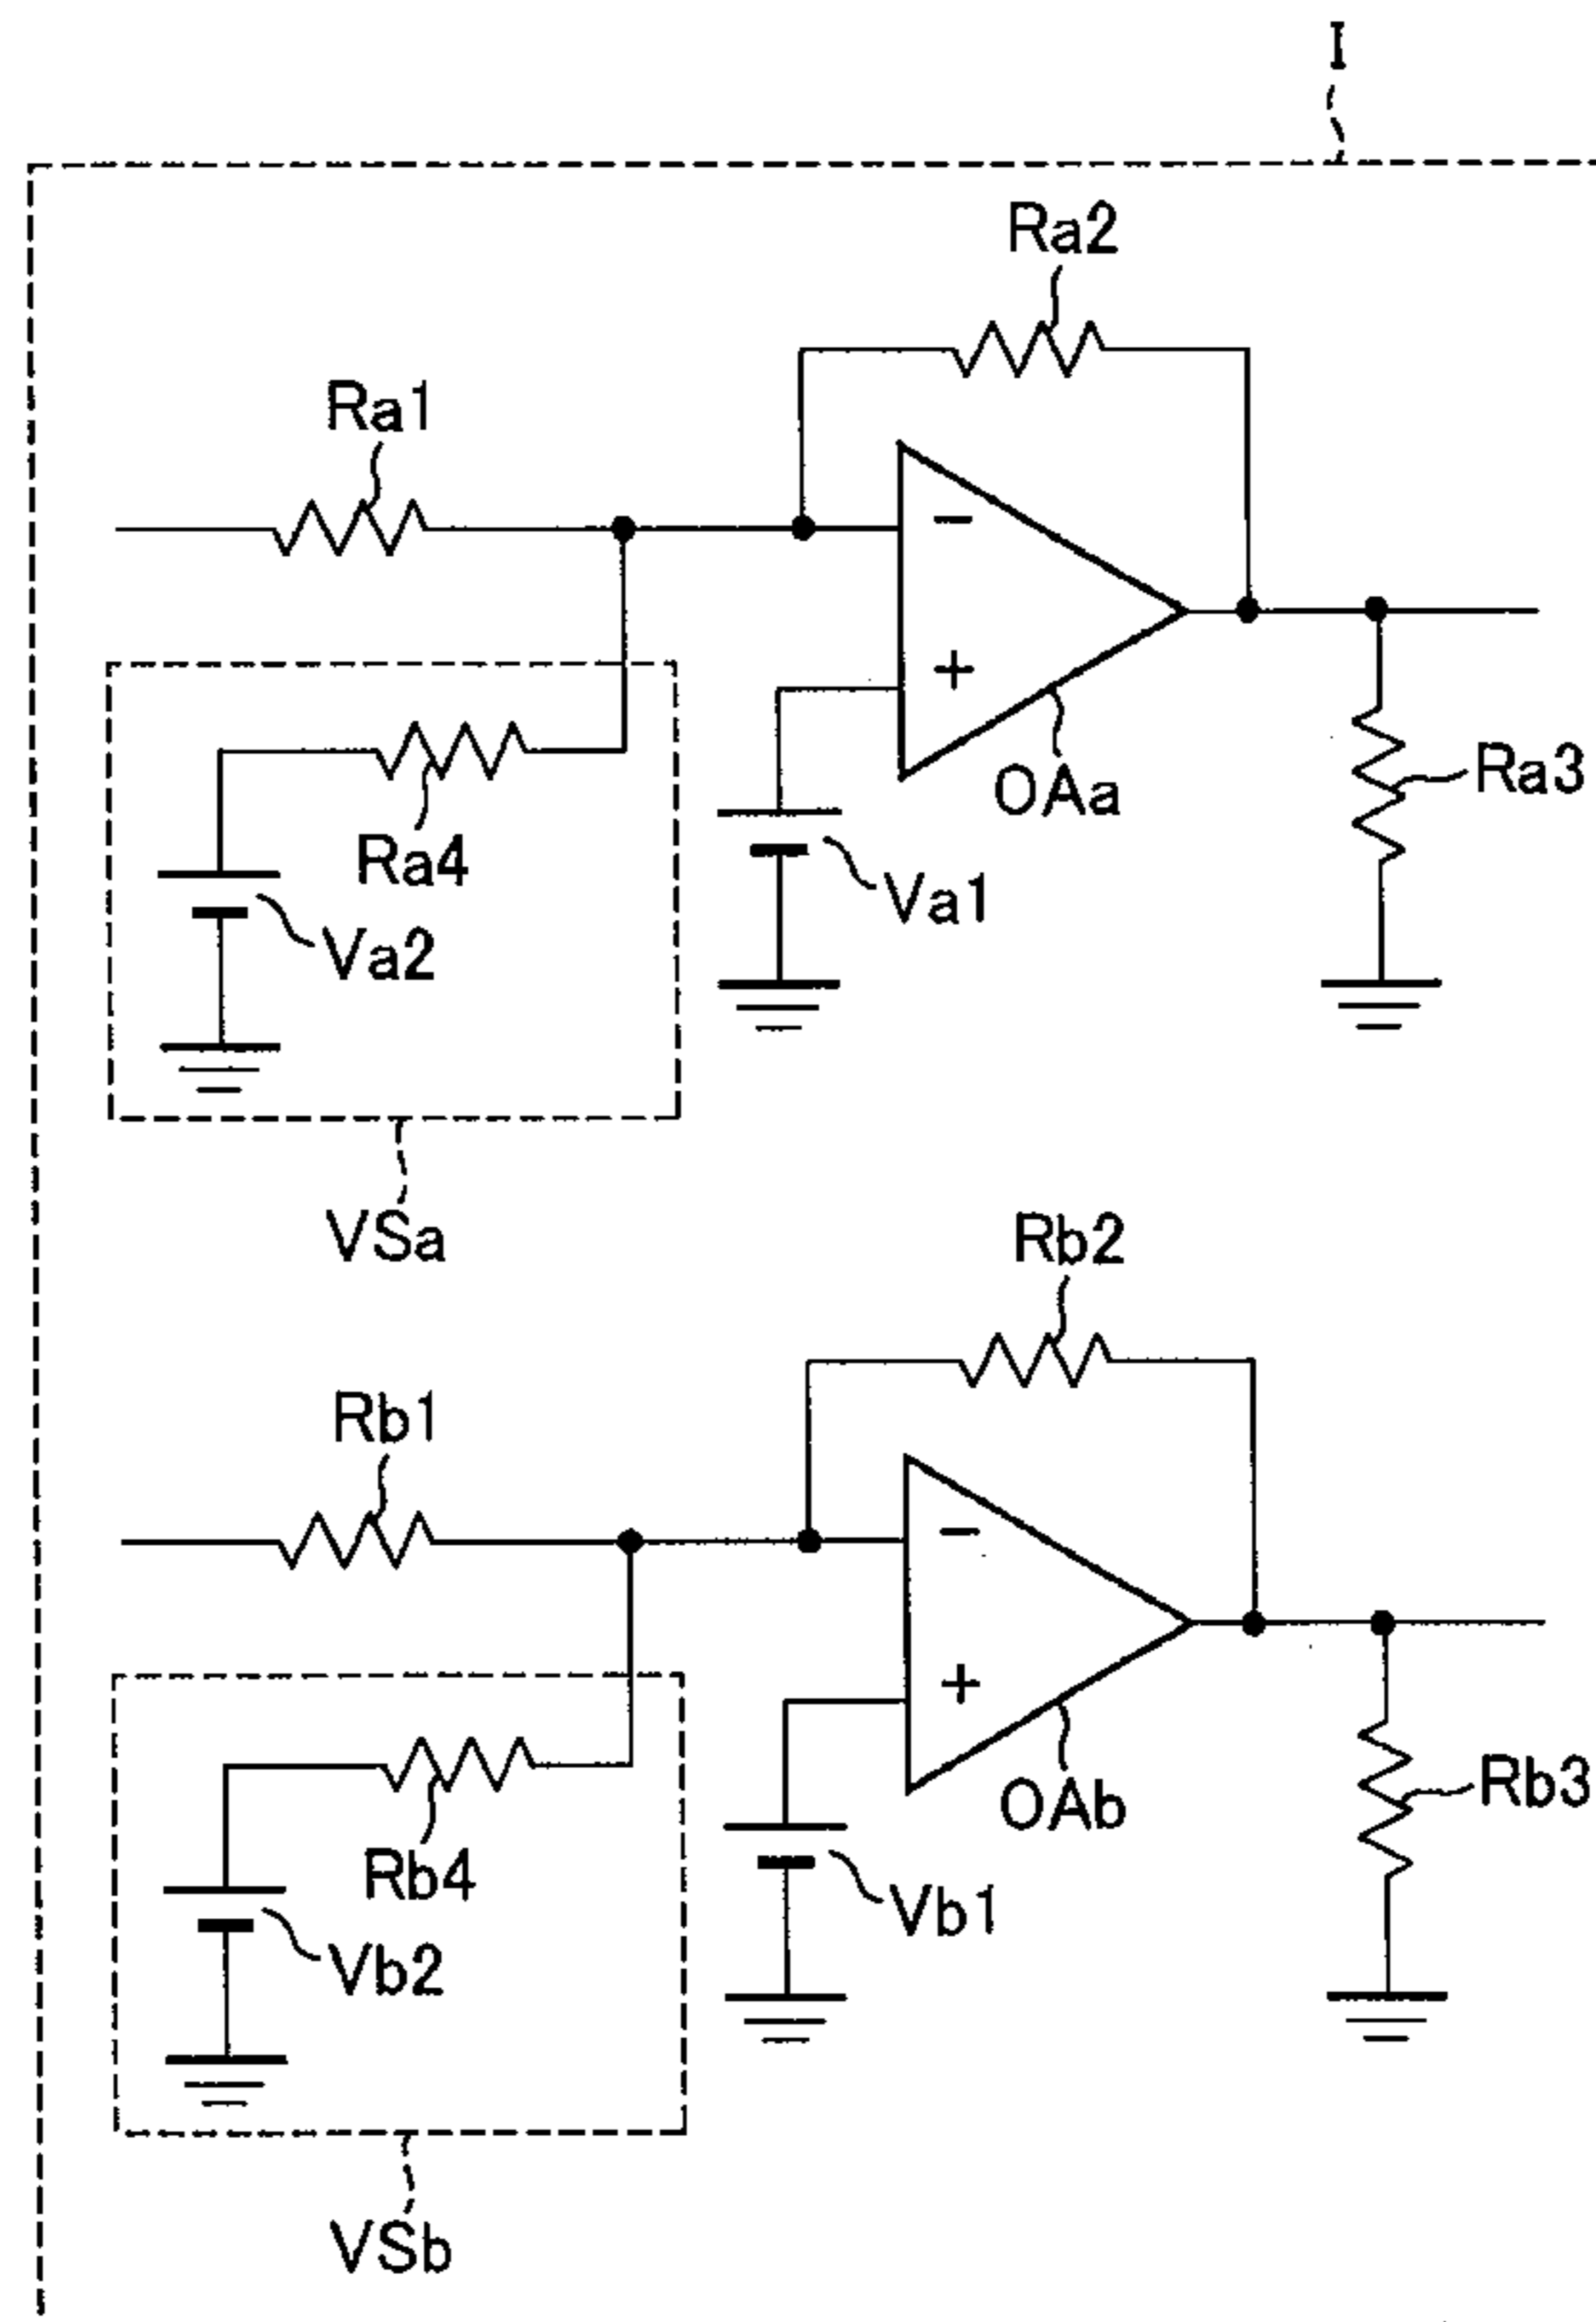 I
Ra2
Ra1
−
+
OAa
Ra3
Ra4
Va1
Va2
VSa
Rb2
Rb1
−
+
OAb
Rb3
Rb4
Vb1
Vb2
VSb